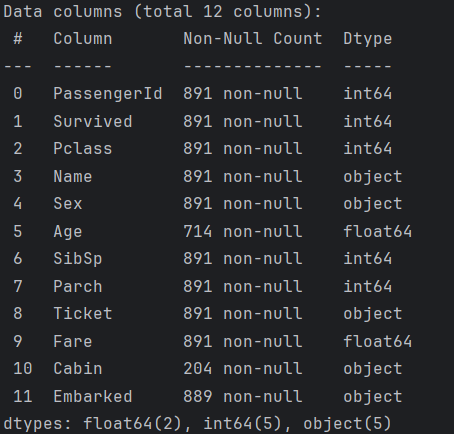 Data columns (total 12 columns):
 #   Column       Non-Null Count  Dtype
---  ------       --------------  -----
 0   PassengerId  891 non-null    int64
 1   Survived     891 non-null    int64
 2   Pclass       891 non-null    int64
 3   Name         891 non-null    object
 4   Sex          891 non-null    object
 5   Age          714 non-null    float64
 6   SibSp        891 non-null    int64
 7   Parch        891 non-null    int64
 8   Ticket       891 non-null    object
 9   Fare         891 non-null    float64
 10  Cabin        204 non-null    object
 11  Embarked     889 non-null    object
dtypes: float64(2), int64(5), object(5)